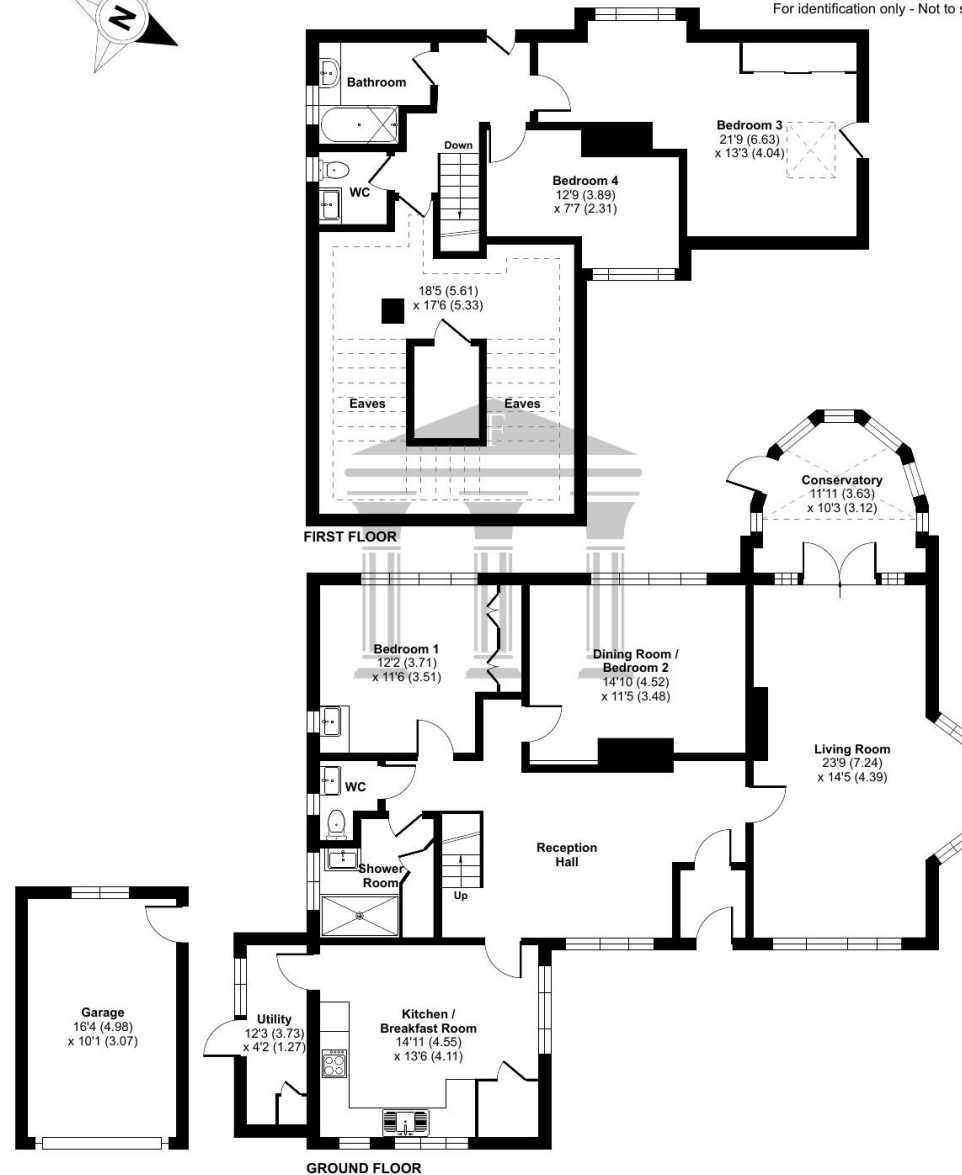 N
For identification only - Not to s
Bathroom
WC
Down
Bedroom 3
21'9 (6.63)
x 13'3 (4.04)
Bedroom 4
12'9 (3.89)
x 7'7 (2.31)
18'5 (5.61)
x 17'6 (5.33)
Eaves
Eaves
F
FIRST FLOOR
Conservatory
11'11 (3.63)
x 10'3 (3.12)
Bedroom 1
12'2 (3.71)
x 11'6 (3.51)
Dining Room /
Bedroom 2
14'10 (4.52)
x 11'5 (3.48)
Living Room
23'9 (7.24)
x 14'5 (4.39)
WC
Reception
Hall
Shower
Room
Up
Garage
16'4 (4.98)
x 10'1 (3.07)
Utility
12'3 (3.73)
x 4'2 (1.27)
Kitchen /
Breakfast Room
14'11 (4.55)
x 13'6 (4.11)
GROUND FLOOR